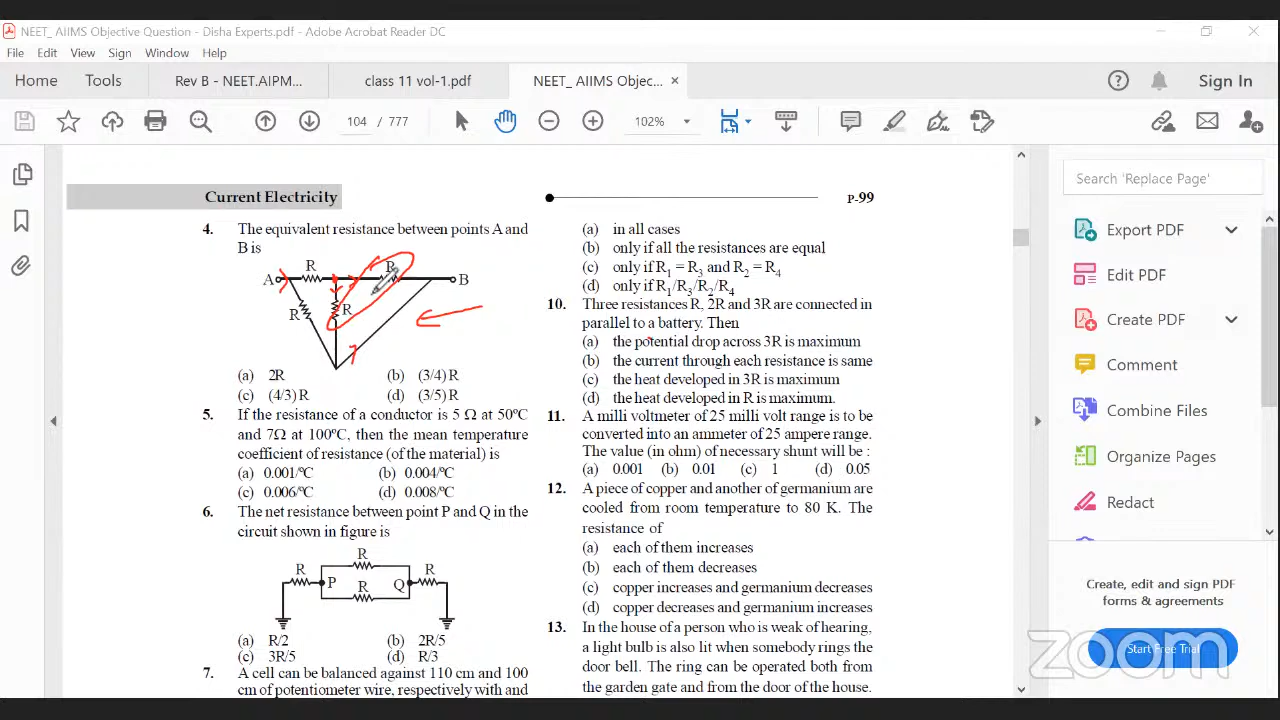 NEET_ AIIMS Objective Question - Disha Experts.pdf - Adobe Acrobat Reader DC
File Edit View Sign Window Help
Home Tools Rev B - NEET.AIPM... class 11 vol-1.pdf NEET_ AIIMS Objec... × Sign In
104 / 777 102%
Current Electricity
4. The equivalent resistance between points A and
B is
A R R B
R R
(a) 2R (b) (3/4) R
(c) (4/3) R (d) (3/5) R
5. If the resistance of a conductor is 5 Ω at 50ºC
and 7Ω at 100ºC, then the mean temperature
coefficient of resistance (of the material) is
(a) 0.001/ºC (b) 0.004/ºC
(c) 0.006/ºC (d) 0.008/ºC
6. The net resistance between point P and Q in the
circuit shown in figure is
R
R P Q R
R
(a) R/2 (b) 2R/5
(c) 3R/5 (d) R/3
7. A cell can be balanced against 110 cm and 100
cm of potentiometer wire, respectively with and
P-99
(a) in all cases
(b) only if all the resistances are equal
(c) only if R1 = R3 and R2 = R4
(d) only if R1/R3/R2/R4
10. Three resistances R, 2R and 3R are connected in
parallel to a battery. Then
(a) the potential drop across 3R is maximum
(b) the current through each resistance is same
(c) the heat developed in 3R is maximum
(d) the heat developed in R is maximum.
11. A milli voltmeter of 25 milli volt range is to be
converted into an ammeter of 25 ampere range.
The value (in ohm) of necessary shunt will be :
(a) 0.001 (b) 0.01 (c) 1 (d) 0.05
12. A piece of copper and another of germanium are
cooled from room temperature to 80 K. The
resistance of
(a) each of them increases
(b) each of them decreases
(c) copper increases and germanium decreases
(d) copper decreases and germanium increases
13. In the house of a person who is weak of hearing,
a light bulb is also lit when somebody rings the
door bell. The ring can be operated both from
the garden gate and from the door of the house.
Search 'Replace Page'
Export PDF
Edit PDF
Create PDF
Comment
Combine Files
Organize Pages
Redact
Create, edit and sign PDF
forms & agreements
Start Free Trial
zoom